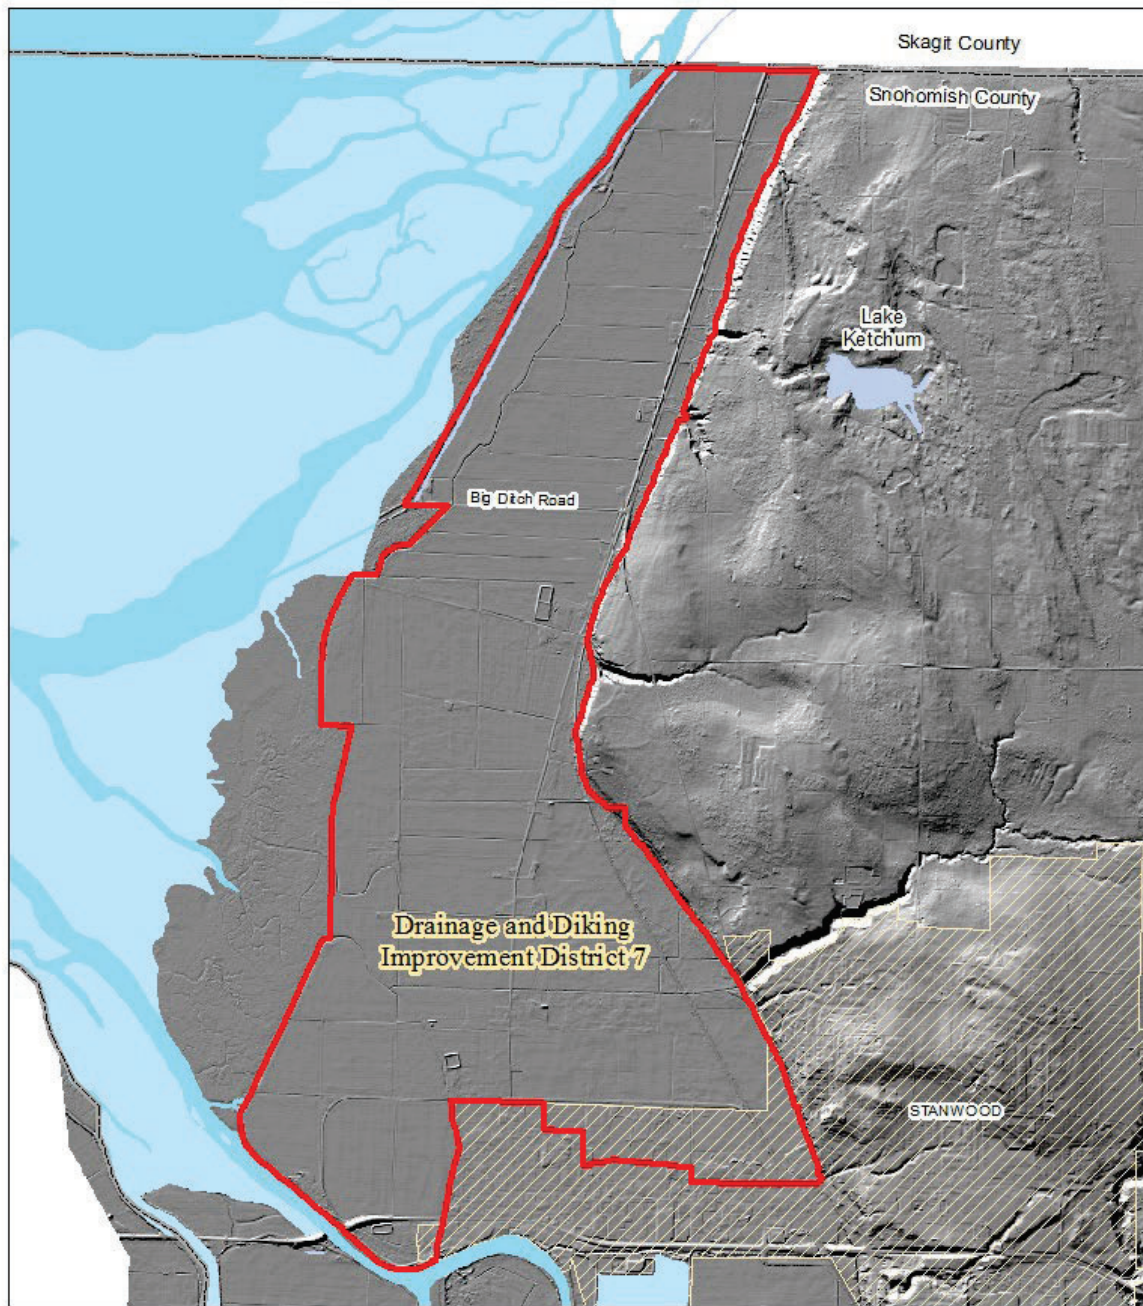 Skagit County
Snohomish County
Lake
Ketchum
Big Ditch Road
Drainage and Diking
Improvement District 7
STANWOOD